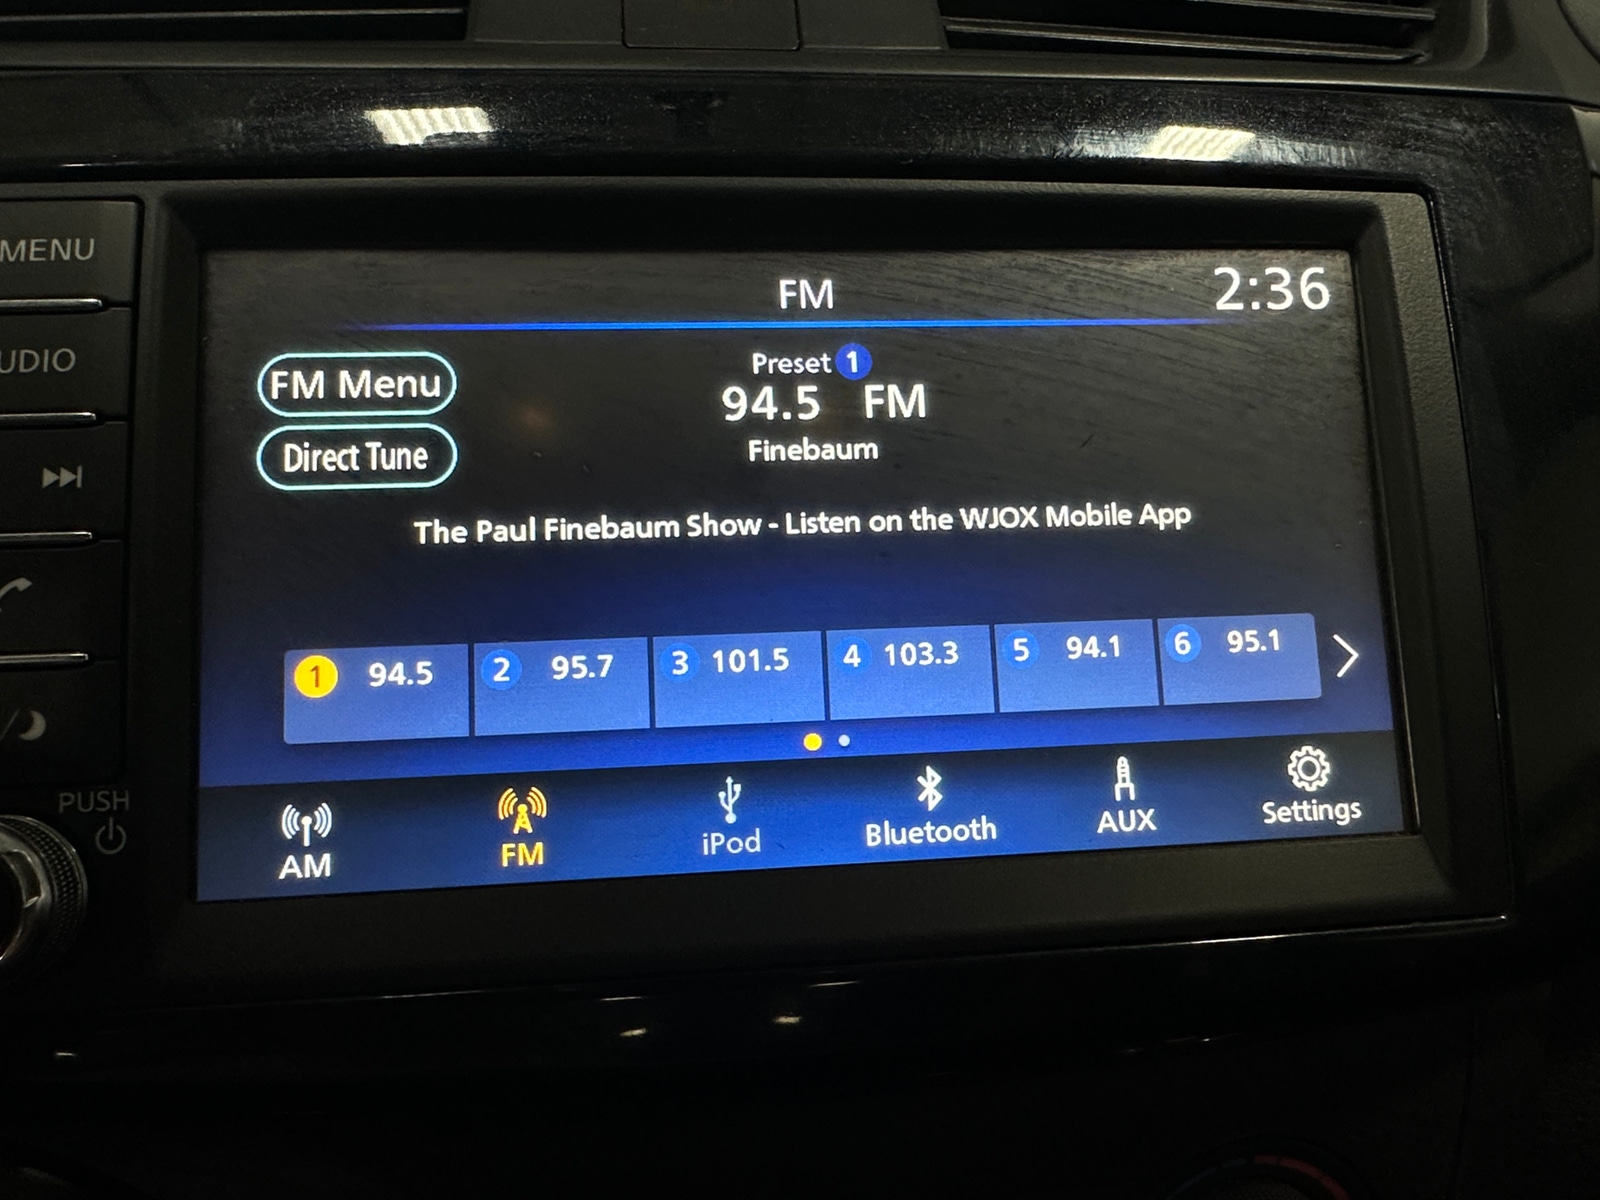 MENU
FM
2:36
UDIO
FM Menu
Preset 1
94.5 FM
Direct Tune
Finebaum
The Paul Finebaum Show - Listen on the WJOX Mobile App
1 94.5
2 95.7
3 101.5
4 103.3
5 94.1
6 95.1
PUSH
AM
FM
iPod
Bluetooth
AUX
Settings